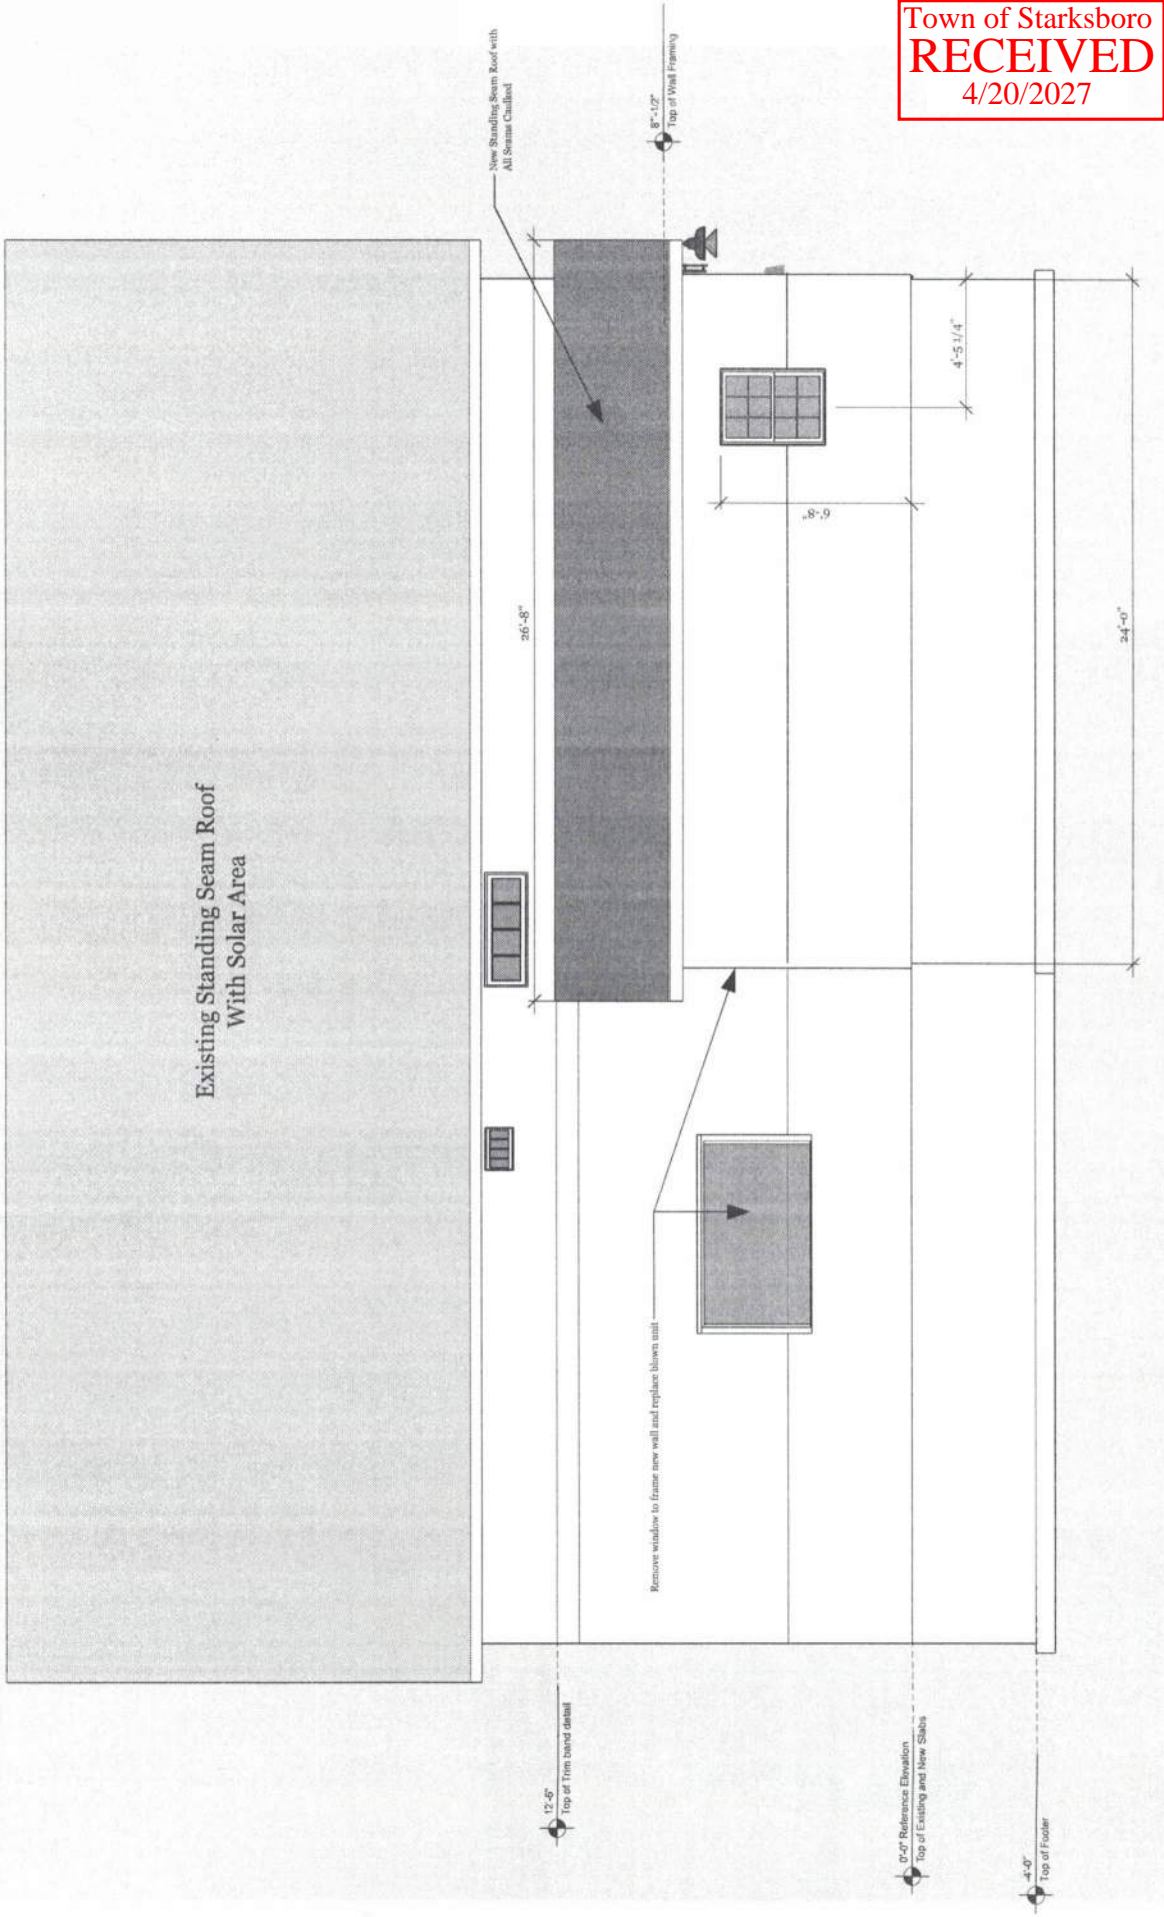 Town of Starksboro
RECEIVED
4/20/2027
New Standing Seam Roof with
All Seams Caulked
8"-1/2"
Top of Wall Framing
26'-8"
4'-5 1/4"
6'-8"
24'-0"
Existing Standing Seam Roof
With Solar Area
Remove window to frame new wall and replace blown unit
12'-6"
Top of Trim band detail
0'-0" Reference Elevation
Top of Existing and New Slabs
-4'-0"
Top of Footer